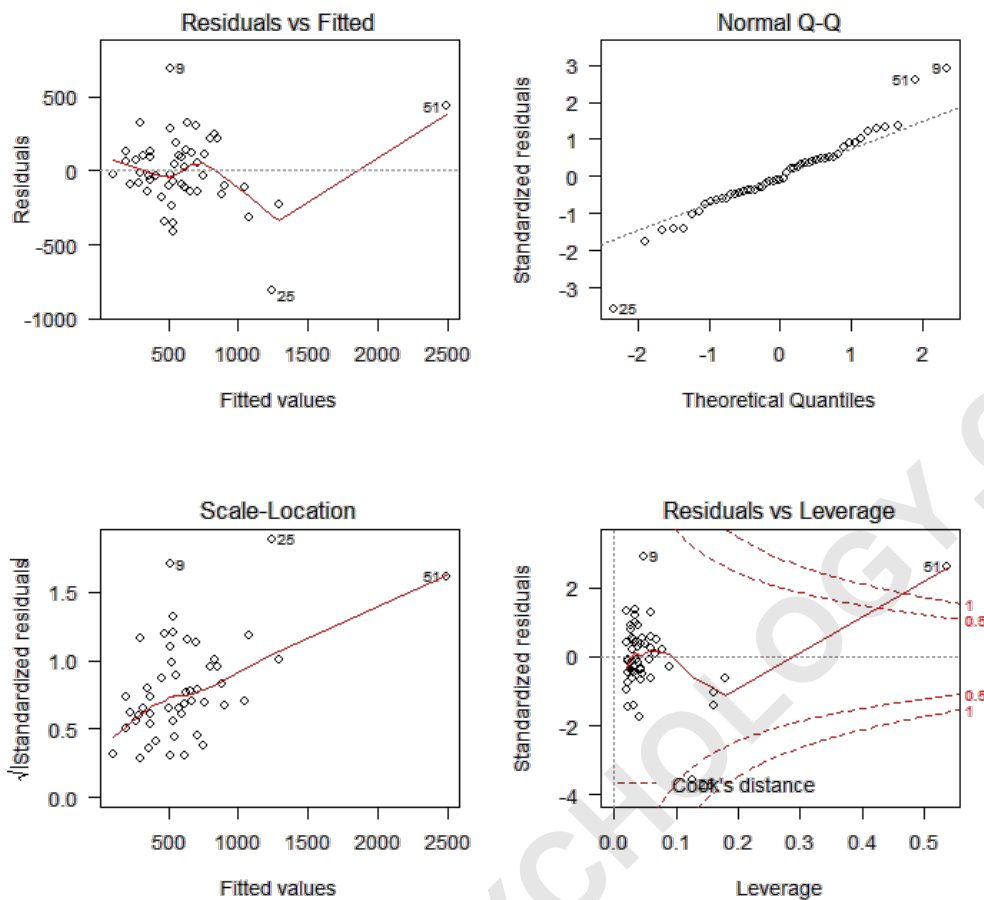 Residuals vs Fitted
Residuals
500
0
-500
-1000
9
51
25
500 1000 1500 2000 2500
Fitted values
Normal Q-Q
Standardized residuals
3
2
1
0
-1
-2
-3
51
9
25
-2 -1 0 1 2
Theoretical Quantiles
Scale-Location
√|Standardized residuals
1.5
1.0
0.5
0.0
25
9
51
500 1000 1500 2000 2500
Fitted values
Residuals vs Leverage
Standardized residuals
2
0
-2
-4
9
51
1
0.5
0.5
1
Cook's distance
0.0 0.1 0.2 0.3 0.4 0.5
Leverage
YCHOLOGY